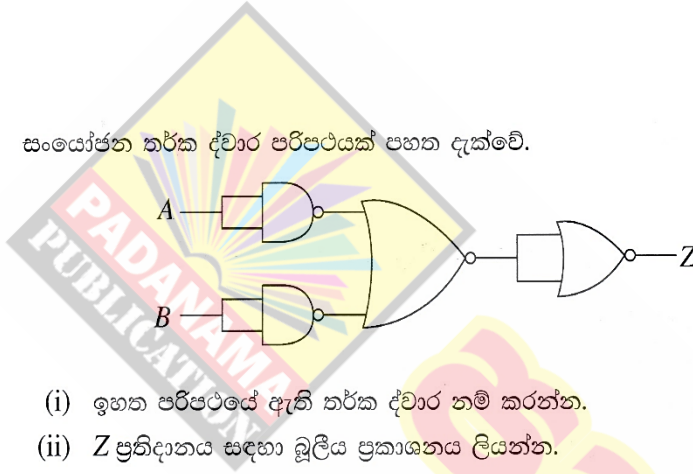 සංයෝජන තර්ක ද්වාර පරිපථයක් පහත දැක්වේ.
A
B
Z
PADANAMA
PUBLICATION
(i) ඉහත පරිපථයේ ඇති තර්ක ද්වාර නම් කරන්න.
(ii) Z ප්‍රතිදානය සඳහා බූලීය ප්‍රකාශනය ලියන්න.